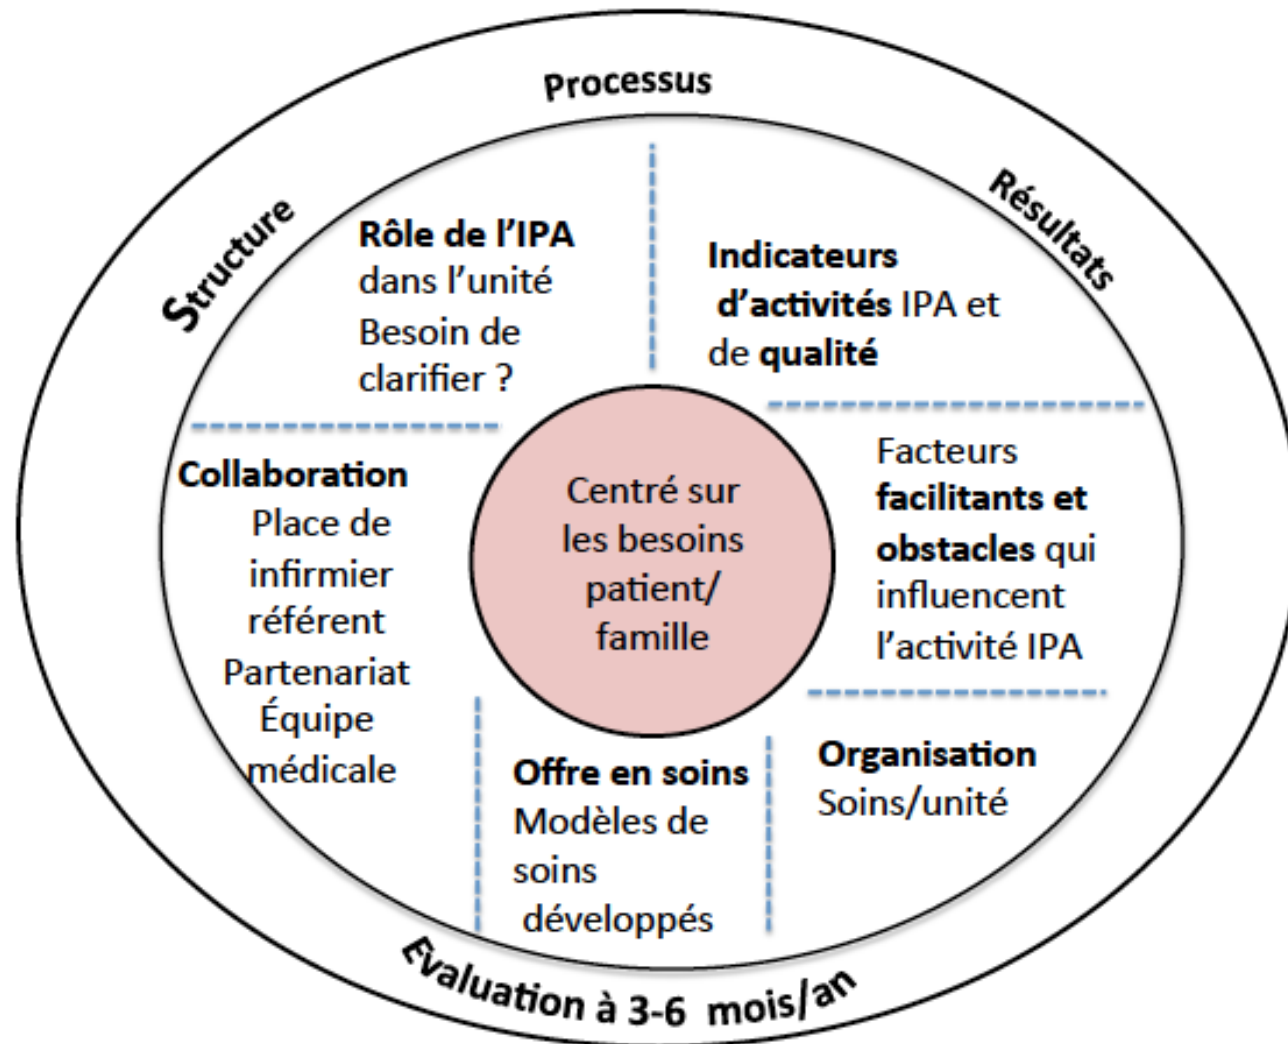 Processus
Structure
Résultats
Rôle de l'IPA
dans l'unité
Besoin de
clarifier ?
Indicateurs
d'activités IPA et
de qualité
Collaboration
Place de
infirmier
référent
Partenariat
Équipe
médicale
Centré sur
les besoins
patient/
famille
Facteurs
facilitants et
obstacles qui
influencent
l'activité IPA
Offre en soins
Modèles de
soins
développés
Organisation
Soins/unité
Evaluation à 3-6 mois/an